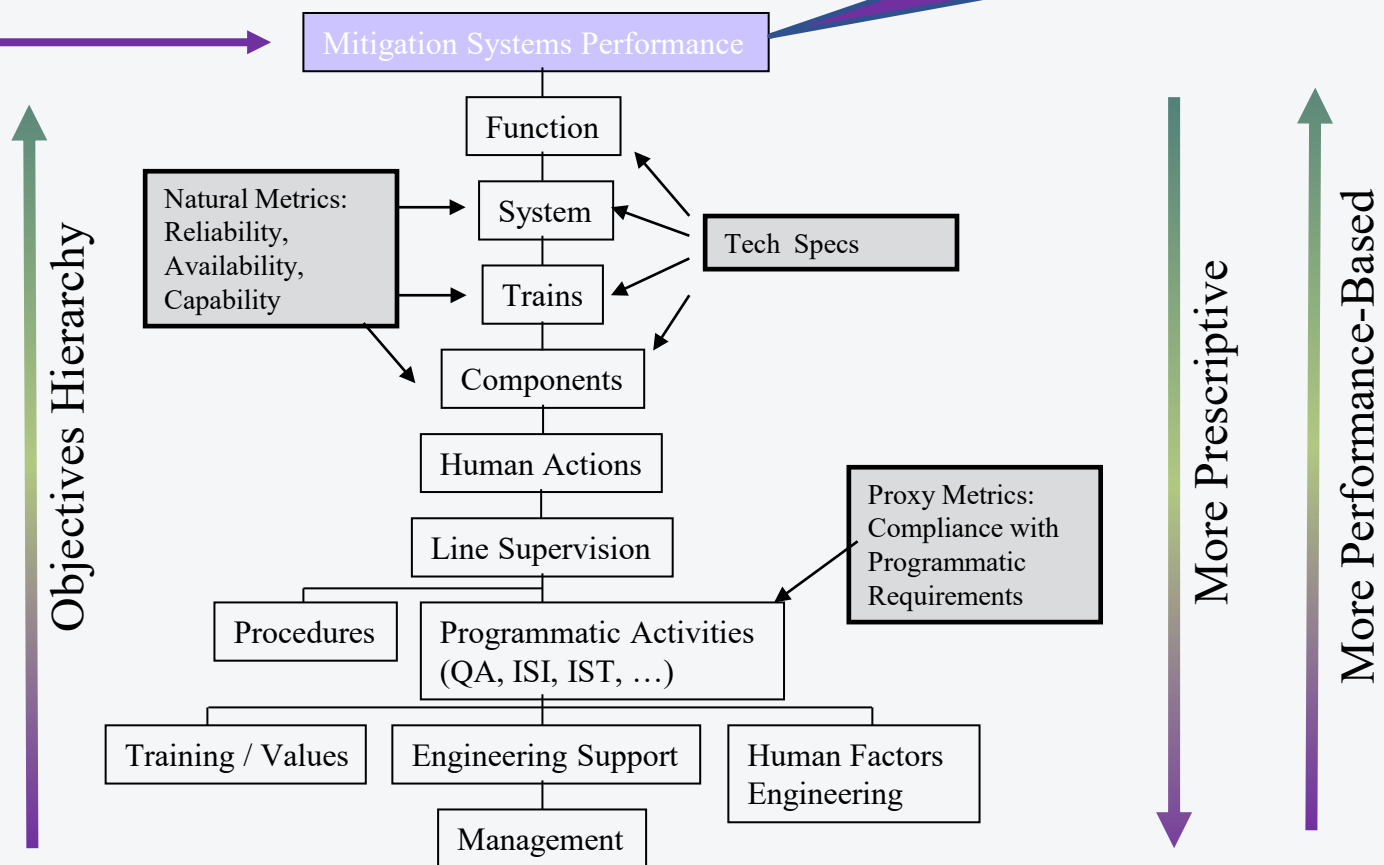 Mitigation Systems Performance
Function
Natural Metrics:
Reliability,
Availability,
Capability
System
Tech Specs
Trains
Components
Human Actions
Line Supervision
Proxy Metrics:
Compliance with
Programmatic
Requirements
Procedures
Programmatic Activities
(QA, ISI, IST, …)
Training / Values
Engineering Support
Human Factors
Engineering
Management
Objectives Hierarchy
More Prescriptive
More Performance-Based